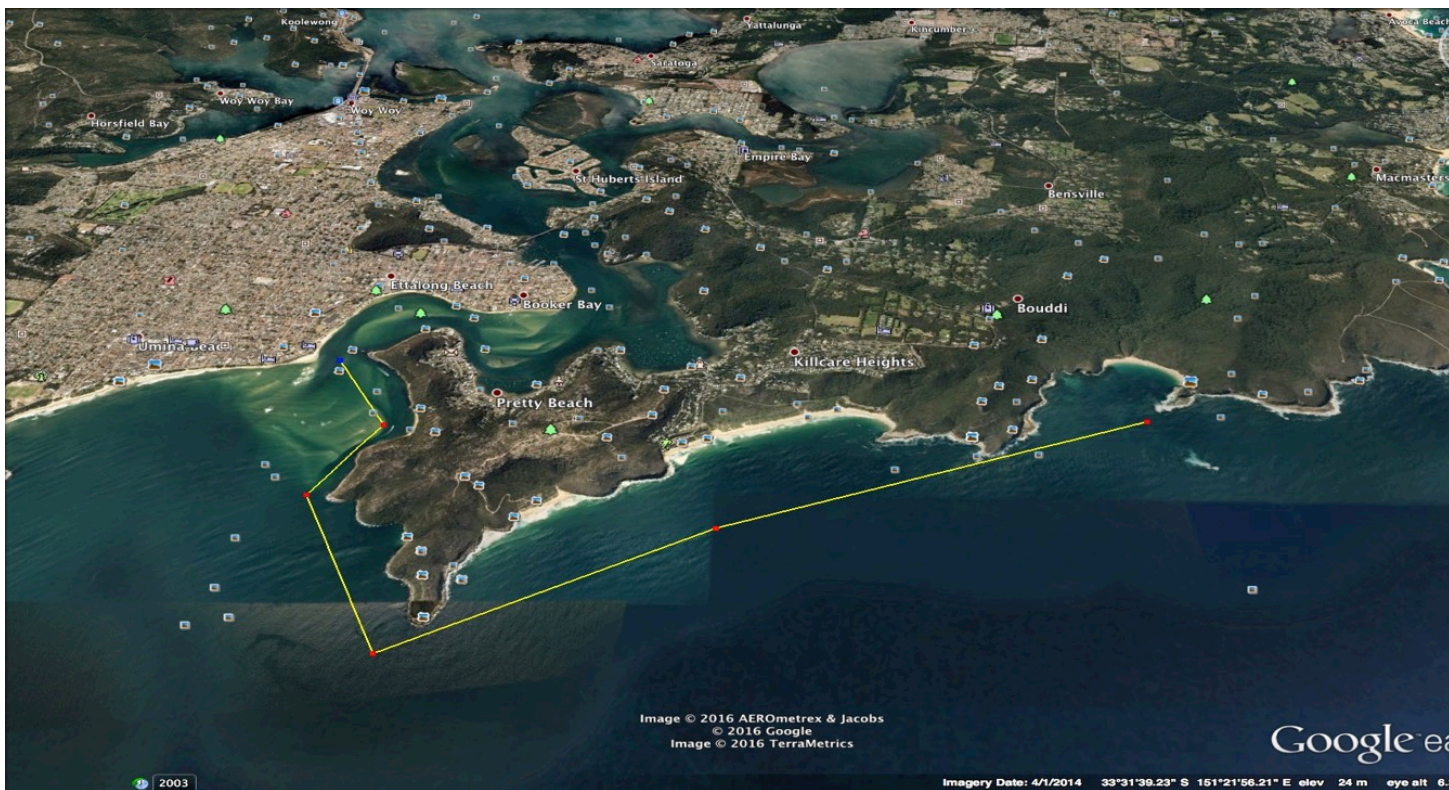 Koolewong
Yattalunga
Kincumber
Avoca Beach
Saratoga
Woy Woy Bay
Woy Woy
Horsfield Bay
Empire Bay
St Huberts Island
Bensville
Macmasters
Ettalong Beach
Booker Bay
Bouddi
Umina Beac
Killcare Heights
Pretty Beach
Image © 2016 AEROmetrex & Jacobs
© 2016 Google
Image © 2016 TerraMetrics
Google ea
2003
Imagery Date: 4/1/2014 33°31'39.23" S 151°21'56.21" E elev 24 m eye alt 6.